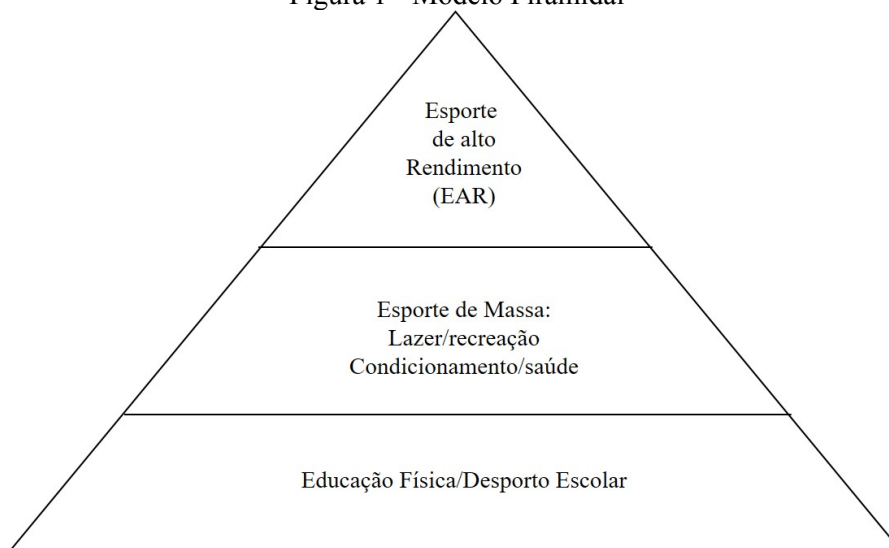 Figura 1 - Modelo Piramidal
Esporte
de alto
Rendimento
(EAR)
Esporte de Massa:
Lazer/recreação
Condicionamento/saúde
Educação Física/Desporto Escolar